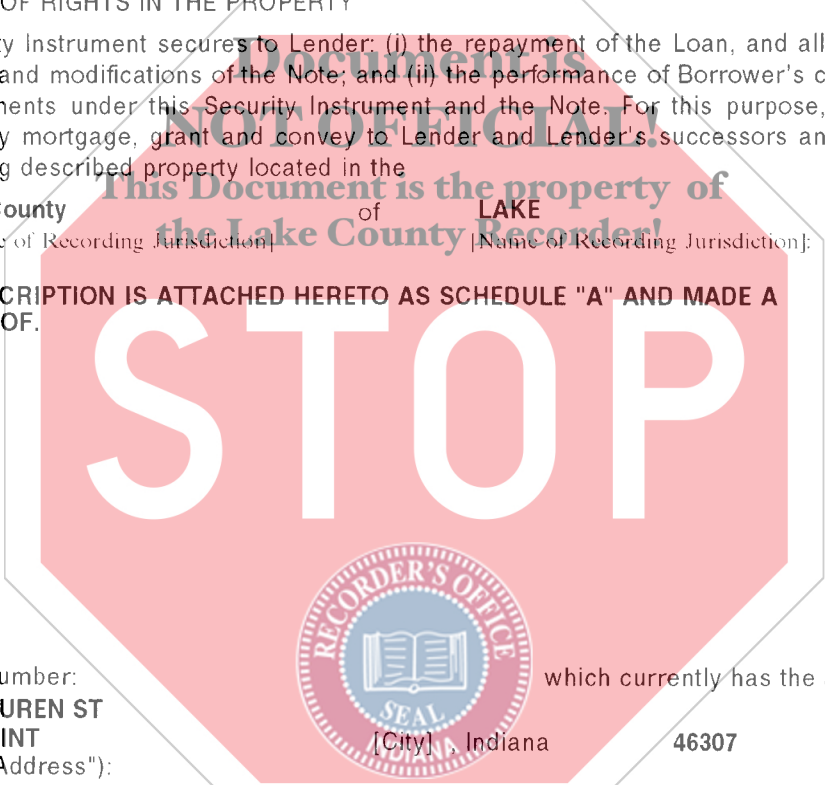 OF RIGHTS IN THE PROPERTY
ty Instrument secures to Lender: (i) the repayment of the Loan, and all
and modifications of the Note; and (ii) the performance of Borrower's c
nents under this Security Instrument and the Note. For this purpose,
y mortgage, grant and convey to Lender and Lender's successors an
g described property located in the
County of LAKE
e of Recording Jurisdiction] [Name of Recording Jurisdiction]:
CRIPTION IS ATTACHED HERETO AS SCHEDULE "A" AND MADE A
OF.
Document is
NOT OFFICIAL!
This Document is the property of
the Lake County Recorder!
STOP
RECORDER'S OFFICE
SEAL
INDIANA
umber: which currently has the
UREN ST
INT [City] , Indiana 46307
Address"):